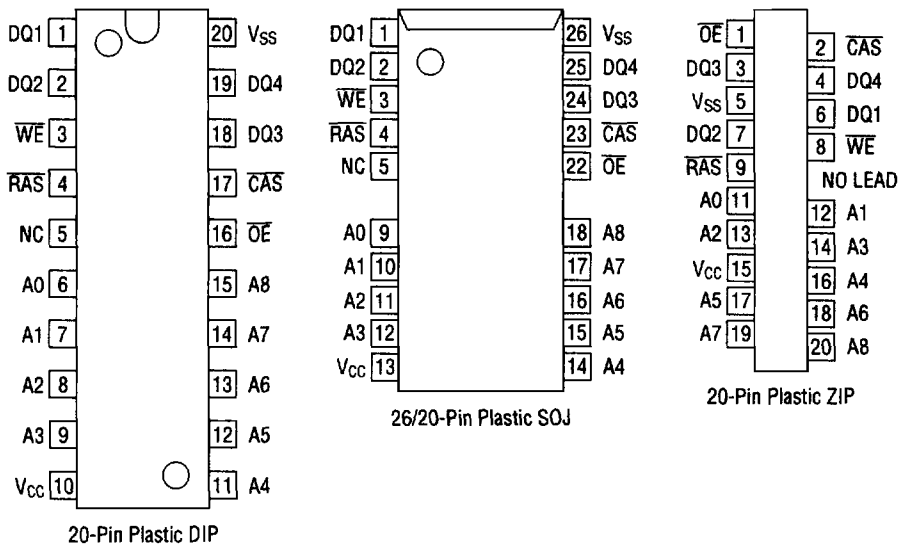 DQ1 1 20 VSS
DQ2 2 19 DQ4
WE 3 18 DQ3
RAS 4 17 CAS
NC 5 16 OE
A0 6 15 A8
A1 7 14 A7
A2 8 13 A6
A3 9 12 A5
VCC 10 11 A4
20-Pin Plastic DIP
DQ1 1 26 VSS
DQ2 2 25 DQ4
WE 3 24 DQ3
RAS 4 23 CAS
NC 5 22 OE
A0 9 18 A8
A1 10 17 A7
A2 11 16 A6
A3 12 15 A5
VCC 13 14 A4
26/20-Pin Plastic SOJ
OE 1
2 CAS
DQ3 3
4 DQ4
VSS 5
6 DQ1
DQ2 7
8 WE
RAS 9
NO LEAD
A0 11
12 A1
A2 13
14 A3
VCC 15
16 A4
A5 17
18 A6
A7 19
20 A8
20-Pin Plastic ZIP